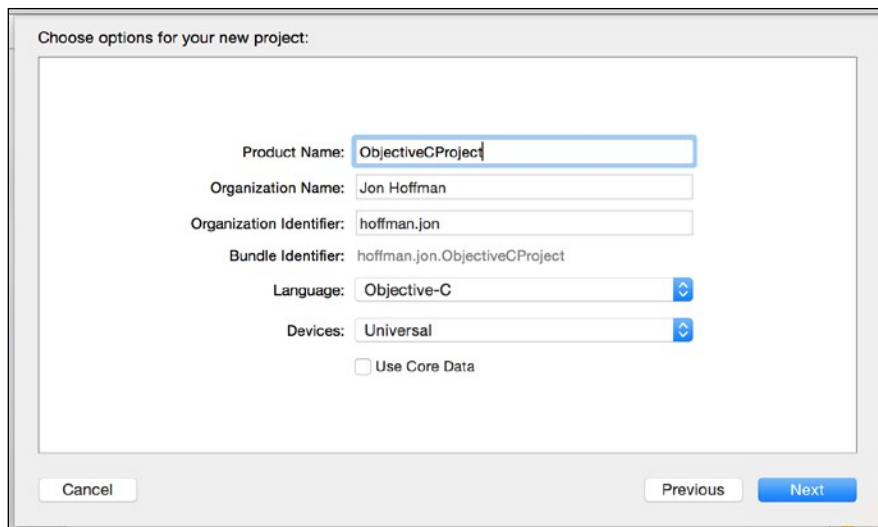 Choose options for your new project:
Product Name: ObjectiveCProject
Organization Name: Jon Hoffman
Organization Identifier: hoffman.jon
Bundle Identifier: hoffman.jon.ObjectiveCProject
Language: Objective-C
Devices: Universal
Use Core Data
Cancel Previous Next